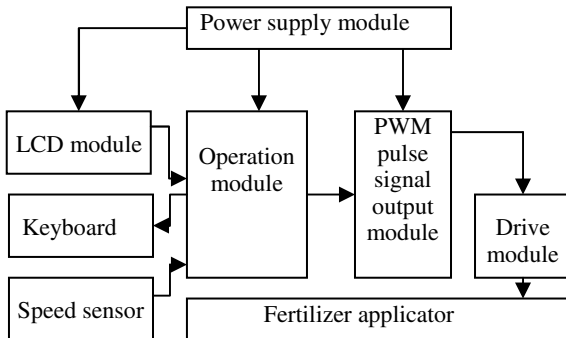 Power supply module
LCD module
Operation
module
PWM
pulse
signal
output
module
Keyboard
Drive
module
Speed sensor
Fertilizer applicator